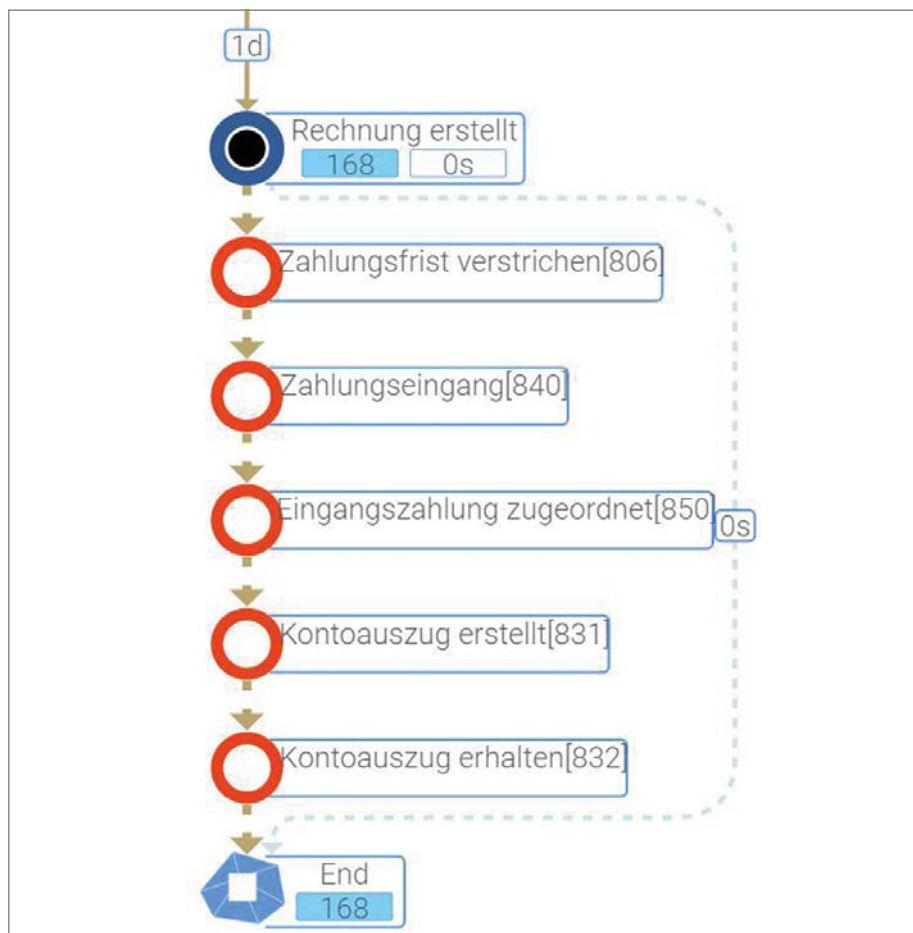 1d
Rechnung erstellt
168 0s
Zahlungsfrist verstrichen[806]
Zahlungseingang[840]
Eingangszahlung zugeordnet[850]
0s
Kontoauszug erstellt[831]
Kontoauszug erhalten[832]
End
168